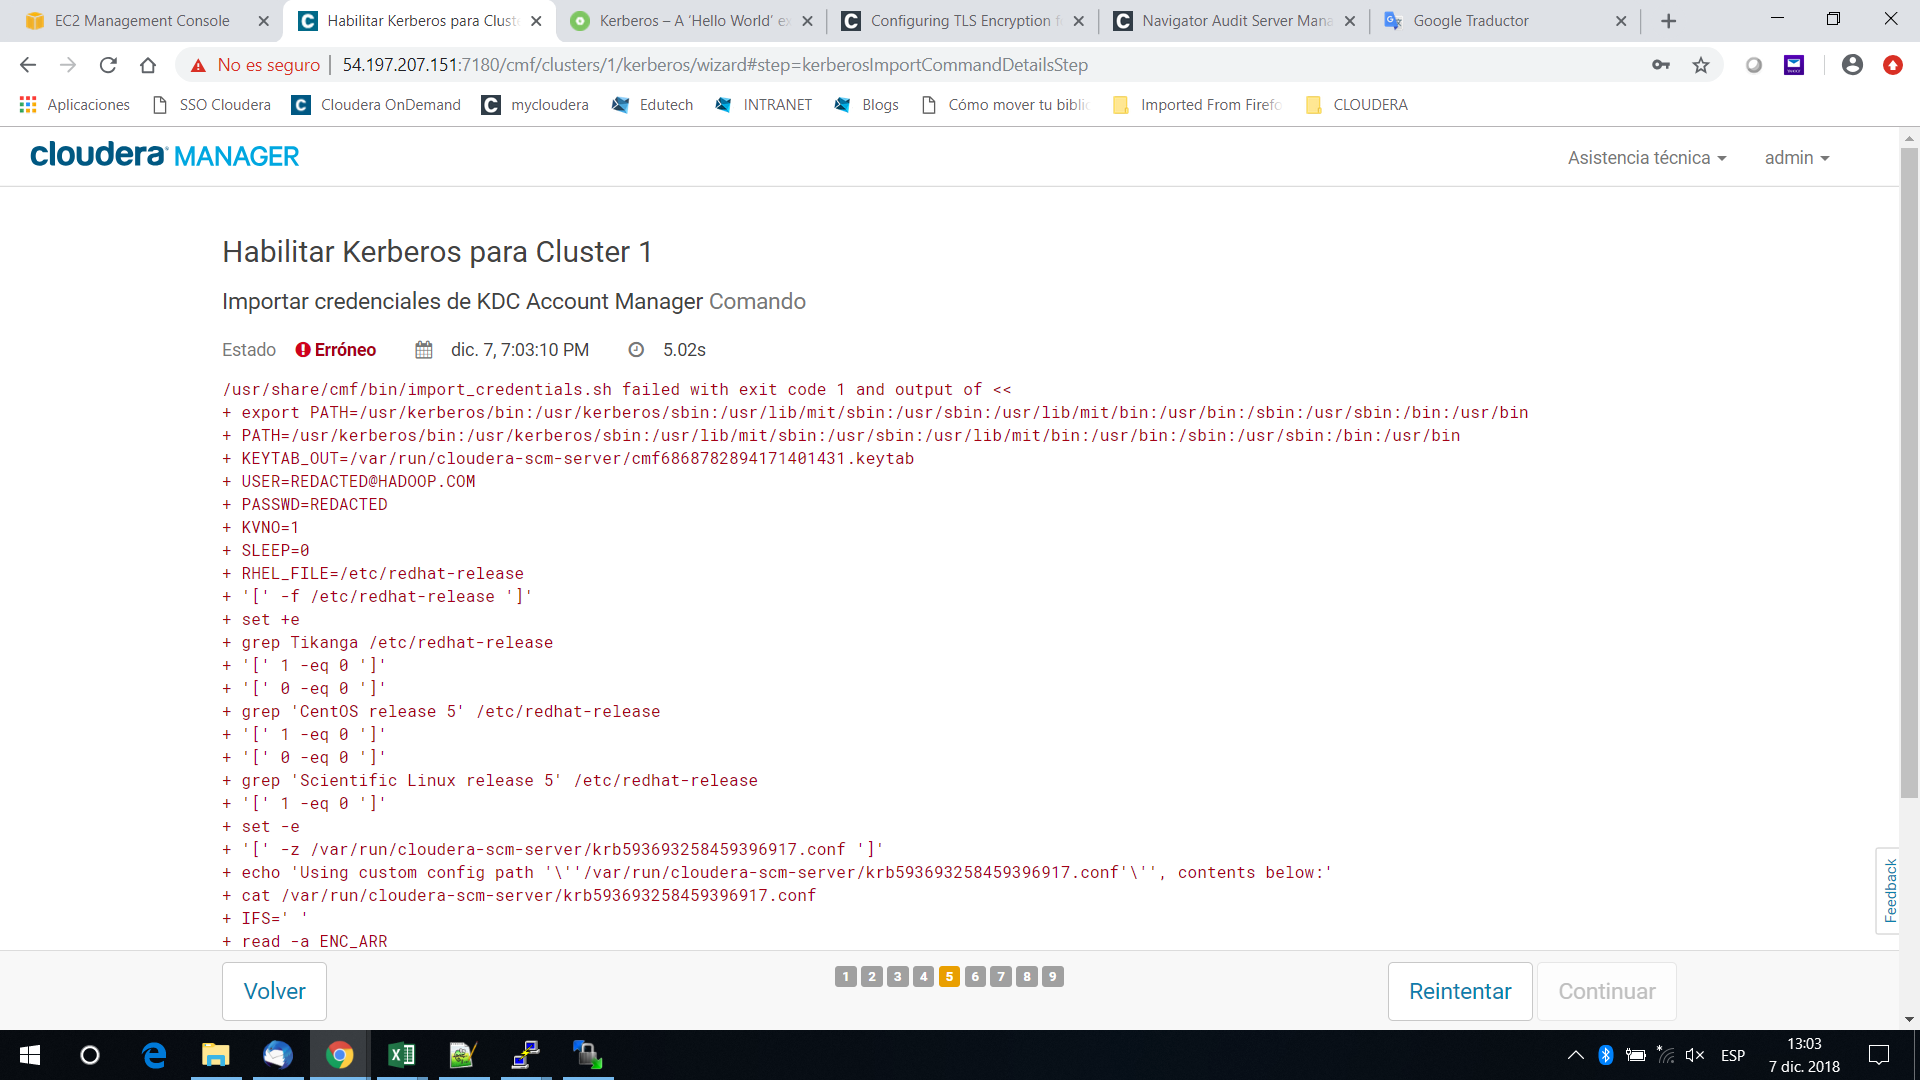 EC2 Management Console
Habilitar Kerberos para Cluste
Kerberos – A 'Hello World' ex
Configuring TLS Encryption f
Navigator Audit Server Mana
Google Traductor
No es seguro | 54.197.207.151:7180/cmf/clusters/1/kerberos/wizard#step=kerberosImportCommandDetailsStep
Aplicaciones SSO Cloudera Cloudera OnDemand mycloudera Edutech INTRANET Blogs Cómo mover tu biblio Imported From Firefo CLOUDERA
cloudera MANAGER
Asistencia técnica admin
Habilitar Kerberos para Cluster 1
Importar credenciales de KDC Account Manager Comando
Estado Erróneo dic. 7, 7:03:10 PM 5.02s
/usr/share/cmf/bin/import_credentials.sh failed with exit code 1 and output of <<
+ export PATH=/usr/kerberos/bin:/usr/kerberos/sbin:/usr/lib/mit/sbin:/usr/sbin:/usr/lib/mit/bin:/usr/bin:/sbin:/usr/sbin:/bin:/usr/bin
+ PATH=/usr/kerberos/bin:/usr/kerberos/sbin:/usr/lib/mit/sbin:/usr/sbin:/usr/lib/mit/bin:/usr/bin:/sbin:/usr/sbin:/bin:/usr/bin
+ KEYTAB_OUT=/var/run/cloudera-scm-server/cmf6868782894171401431.keytab
+ USER=REDACTED@HADOOP.COM
+ PASSWD=REDACTED
+ KVNO=1
+ SLEEP=0
+ RHEL_FILE=/etc/redhat-release
+ '[' -f /etc/redhat-release ']'
+ set +e
+ grep Tikanga /etc/redhat-release
+ '[' 1 -eq 0 ']'
+ '[' 0 -eq 0 ']'
+ grep 'CentOS release 5' /etc/redhat-release
+ '[' 1 -eq 0 ']'
+ '[' 0 -eq 0 ']'
+ grep 'Scientific Linux release 5' /etc/redhat-release
+ '[' 1 -eq 0 ']'
+ set -e
+ '[' -z /var/run/cloudera-scm-server/krb593693258459396917.conf ']'
+ echo 'Using custom config path '\''/var/run/cloudera-scm-server/krb593693258459396917.conf'\'', contents below:'
+ cat /var/run/cloudera-scm-server/krb593693258459396917.conf
+ IFS=' '
+ read -a ENC_ARR
Feedback
Volver
1 2 3 4 5 6 7 8 9
Reintentar Continuar
ESP
13:03
7 dic. 2018